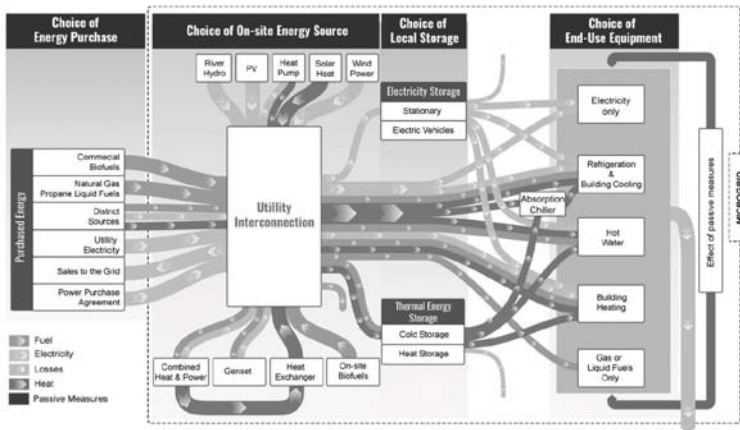 Choice of
Energy Purchase
Choice of On-site Energy Source
Choice of
Local Storage
Choice of
End-Use Equipment
River
Hydro
PV
Heat
Pump
Solar
Heat
Wind
Power
Electricity Storage
Stationary
Electric Vehicles
Electricity
only
Purchased Energy
Commecial
Biofuels
Natural Gas
Propane Liquid Fuels
District
Sources
Utility
Electricity
Sales to the Grid
Power Purchase
Agreement
Utillity
Interconnection
Refrigeration
&
Building Cooling
Absorption
Chiller
Hot
Water
Effect of passive measures
MICROGRID
Thermal Energy
Storage
Cold Storage
Heat Storage
Building
Heating
Gas or
Liquid Fuels
Only
Fuel
Electricity
Losses
Heat
Passive Measures
Combined
Heat & Power
Genset
Heat
Exchanger
On-site
Biofuels